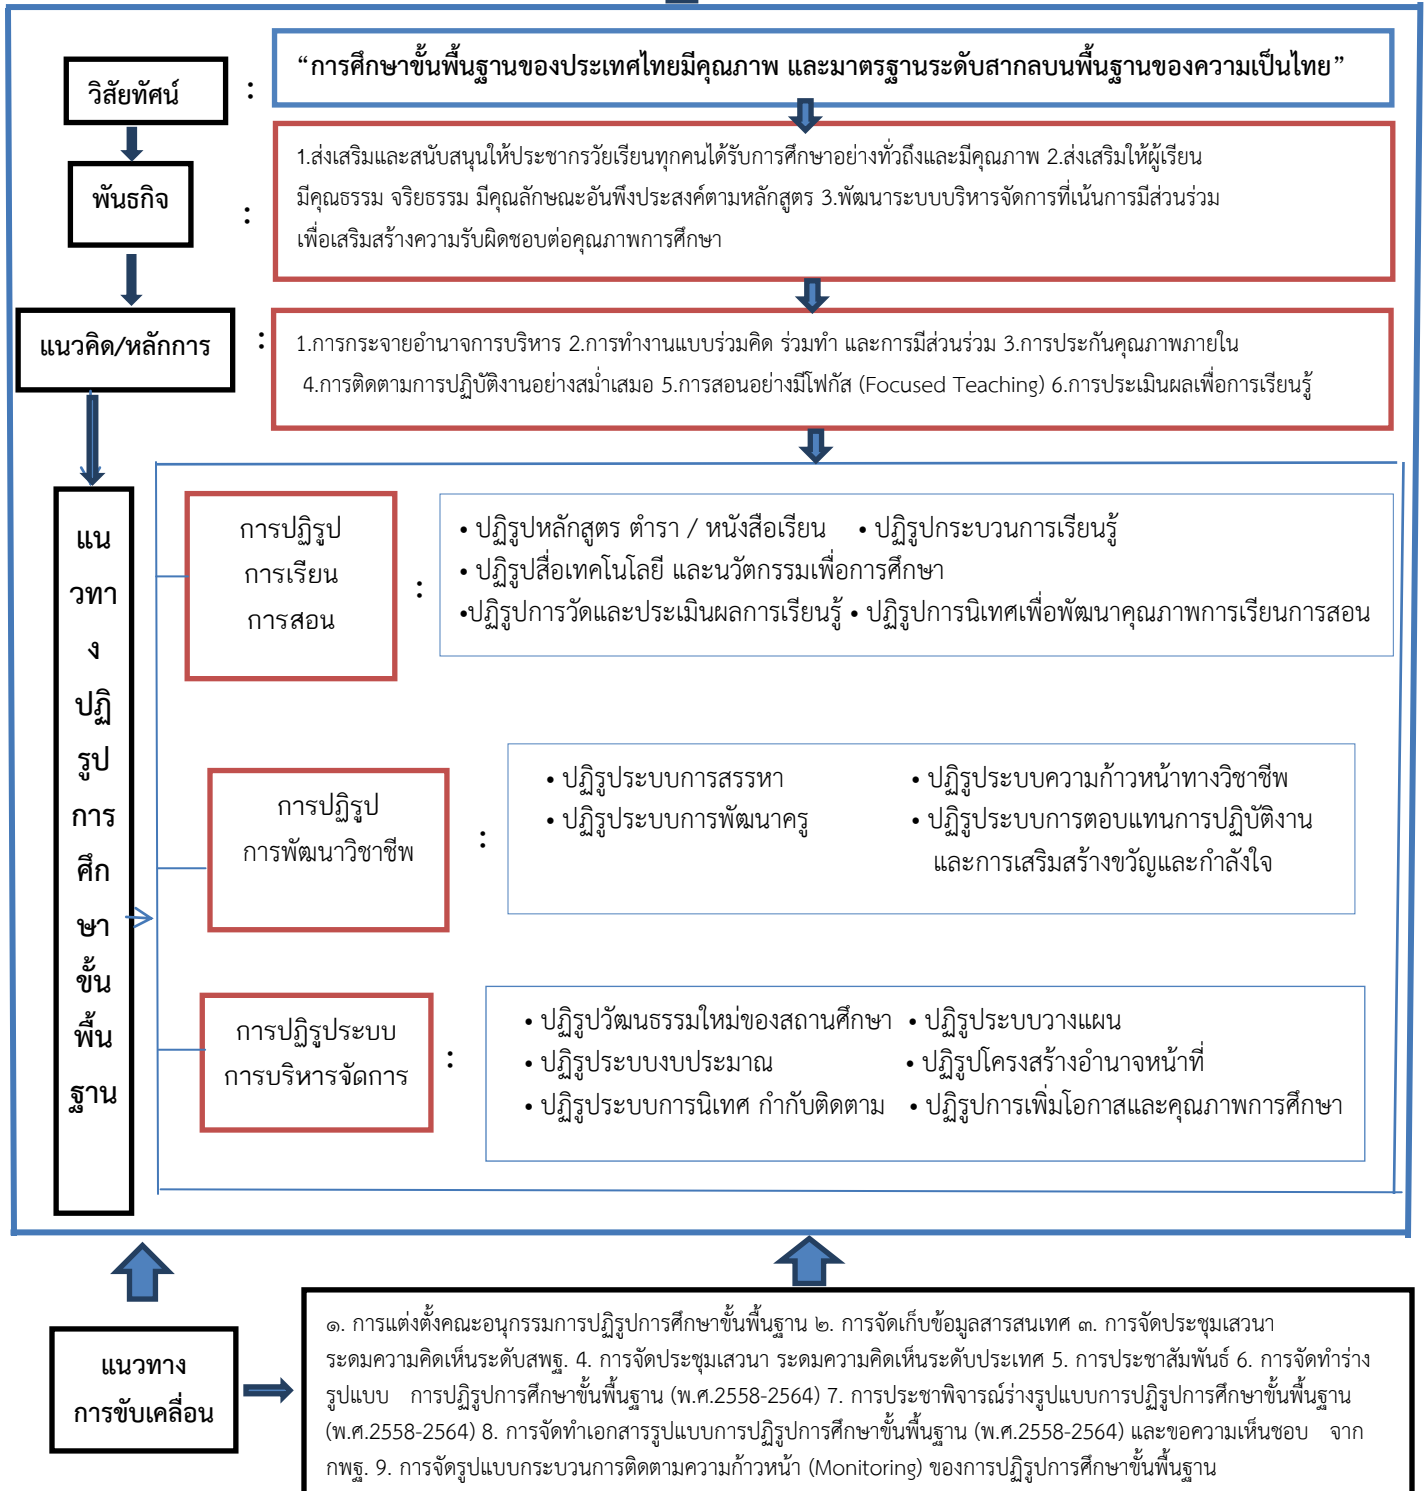 วิสัยทัศน์
:
“การศึกษาขั้นพื้นฐานของประเทศไทยมีคุณภาพ และมาตรฐานระดับสากลบนพื้นฐานของความเป็นไทย”
พันธกิจ
:
1.ส่งเสริมและสนับสนุนให้ประชากรวัยเรียนทุกคนได้รับการศึกษาอย่างทั่วถึงและมีคุณภาพ 2.ส่งเสริมให้ผู้เรียน
มีคุณธรรม จริยธรรม มีคุณลักษณะอันพึงประสงค์ตามหลักสูตร 3.พัฒนาระบบบริหารจัดการที่เน้นการมีส่วนร่วม
เพื่อเสริมสร้างความรับผิดชอบต่อคุณภาพการศึกษา
แนวคิด/หลักการ
:
1.การกระจายอำนาจการบริหาร 2.การทำงานแบบร่วมคิด ร่วมทำ และการมีส่วนร่วม 3.การประกันคุณภาพภายใน
4.การติดตามการปฏิบัติงานอย่างสม่ำเสมอ 5.การสอนอย่างมีโฟกัส (Focused Teaching) 6.การประเมินผลเพื่อการเรียนรู้
แน
วทา
ง
ปฏิ
รูป
การ
ศึก
ษา
ขั้น
พื้น
ฐาน
การปฏิรูป
การเรียน
การสอน
:
• ปฏิรูปหลักสูตร ตำรา / หนังสือเรียน • ปฏิรูปกระบวนการเรียนรู้
• ปฏิรูปสื่อเทคโนโลยี และนวัตกรรมเพื่อการศึกษา
•ปฏิรูปการวัดและประเมินผลการเรียนรู้ • ปฏิรูปการนิเทศเพื่อพัฒนาคุณภาพการเรียนการสอน
การปฏิรูป
การพัฒนาวิชาชีพ
:
• ปฏิรูประบบการสรรหา • ปฏิรูประบบความก้าวหน้าทางวิชาชีพ
• ปฏิรูประบบการพัฒนาครู • ปฏิรูประบบการตอบแทนการปฏิบัติงาน
และการเสริมสร้างขวัญและกำลังใจ
การปฏิรูประบบ
การบริหารจัดการ
:
• ปฏิรูปวัฒนธรรมใหม่ของสถานศึกษา • ปฏิรูประบบวางแผน
• ปฏิรูประบบงบประมาณ • ปฏิรูปโครงสร้างอำนาจหน้าที่
• ปฏิรูประบบการนิเทศ กำกับติดตาม • ปฏิรูปการเพิ่มโอกาสและคุณภาพการศึกษา
แนวทาง
การขับเคลื่อน
๑. การแต่งตั้งคณะอนุกรรมการปฏิรูปการศึกษาขั้นพื้นฐาน ๒. การจัดเก็บข้อมูลสารสนเทศ ๓. การจัดประชุมเสวนา
ระดมความคิดเห็นระดับสพฐ. 4. การจัดประชุมเสวนา ระดมความคิดเห็นระดับประเทศ 5. การประชาสัมพันธ์ 6. การจัดทำร่าง
รูปแบบ การปฏิรูปการศึกษาขั้นพื้นฐาน (พ.ศ.2558-2564) 7. การประชาพิจารณ์ร่างรูปแบบการปฏิรูปการศึกษาขั้นพื้นฐาน
(พ.ศ.2558-2564) 8. การจัดทำเอกสารรูปแบบการปฏิรูปการศึกษาขั้นพื้นฐาน (พ.ศ.2558-2564) และขอความเห็นชอบ จาก
กพฐ. 9. การจัดรูปแบบกระบวนการติดตามความก้าวหน้า (Monitoring) ของการปฏิรูปการศึกษาขั้นพื้นฐาน